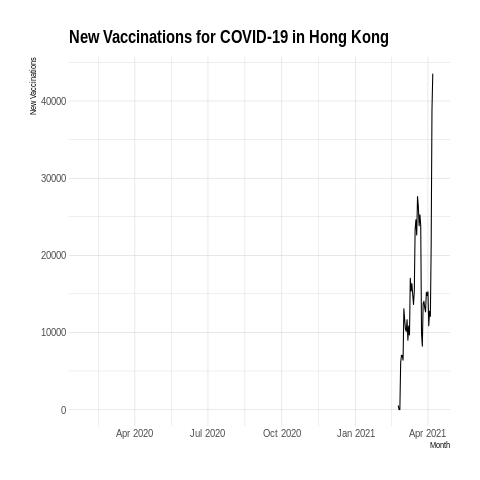 New Vaccinations for COVID-19 in Hong Kong
New Vaccinations
40000
30000
20000
10000
0
Apr 2020 Jul 2020 Oct 2020 Jan 2021 Apr 2021
Month